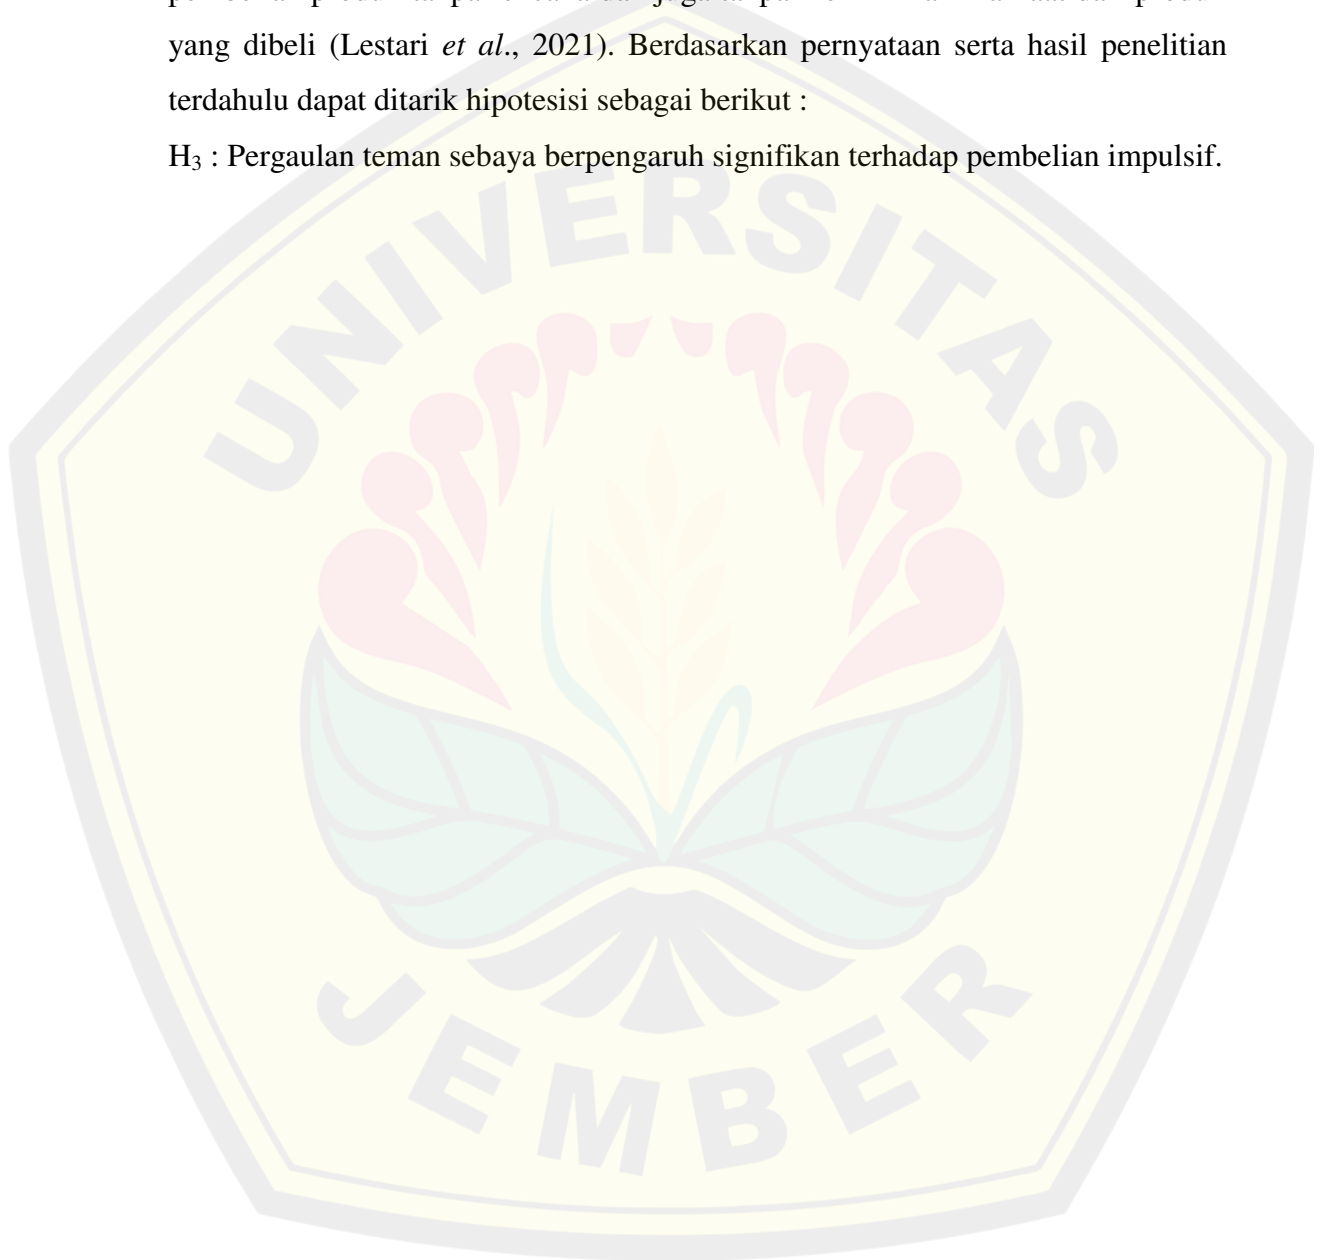 yang dibeli (Lestari et al., 2021). Berdasarkan pernyataan serta hasil penelitian
terdahulu dapat ditarik hipotesisi sebagai berikut :
H₃ : Pergaulan teman sebaya berpengaruh signifikan terhadap pembelian impulsif.
UNIVERSITAS
JEMBER